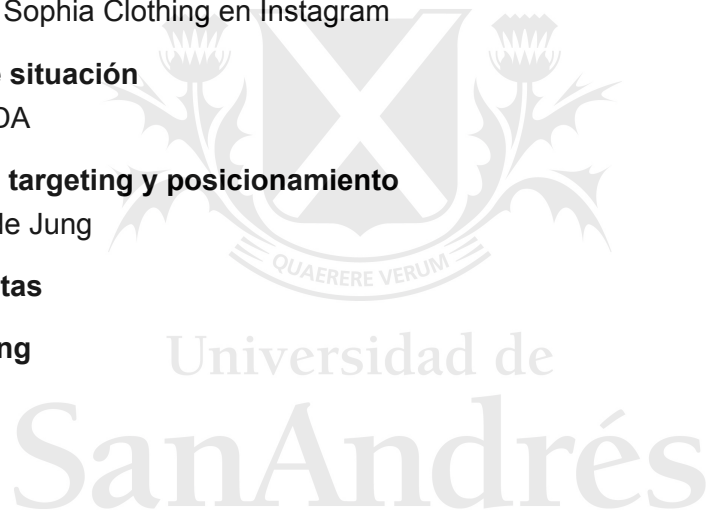 Sophia Clothing en Instagram
situación
DA
targeting y posicionamiento
de Jung
tas
ng
QUAERERE VERUM
Universidad de
SanAndrés